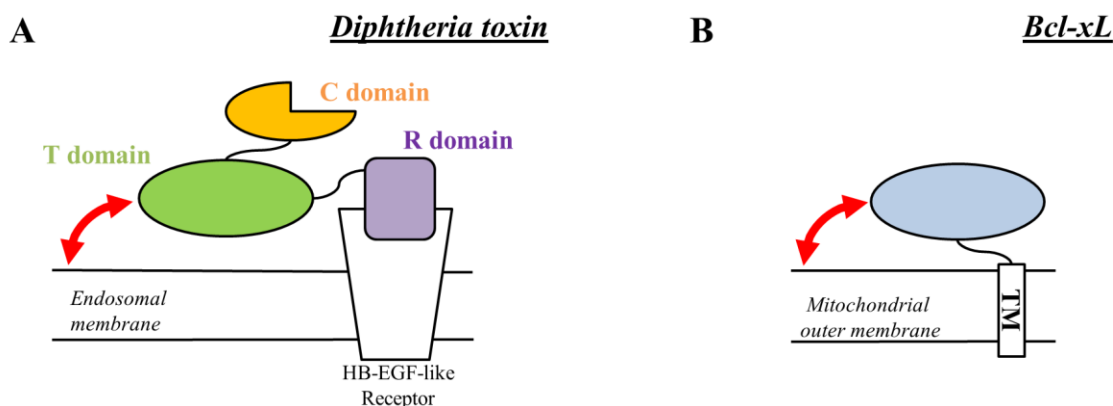 A
Diphtheria toxin
C domain
T domain
R domain
Endosomal
membrane
HB-EGF-like
Receptor
B
Bcl-xL
Mitochondrial
outer membrane
TM